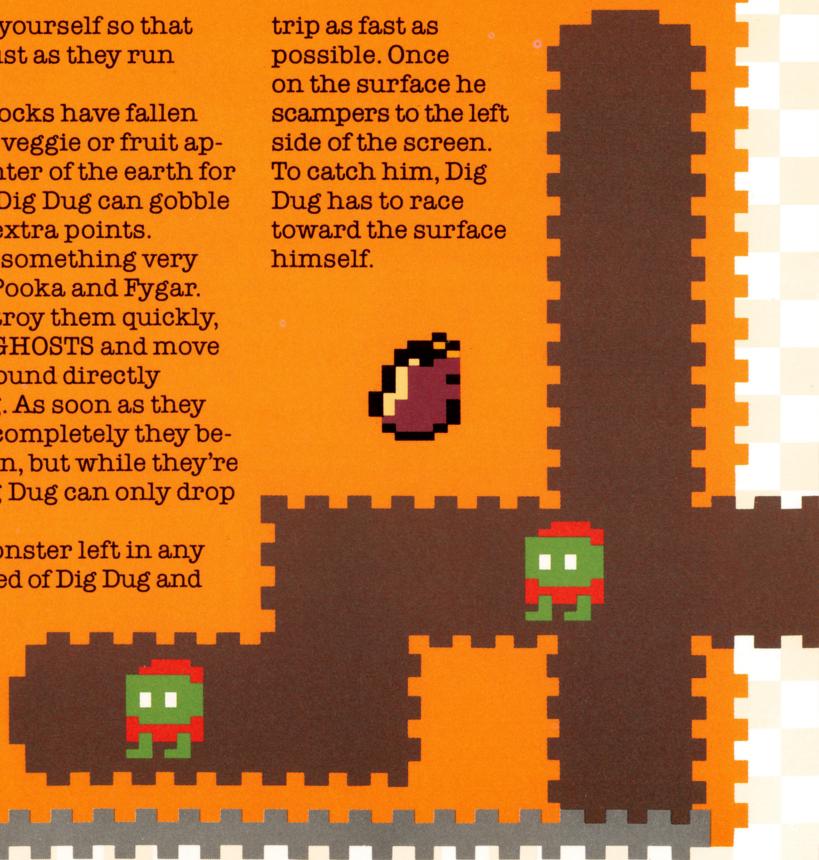 yourself so that
ust as they run
ocks have fallen
veggie or fruit ap-
nter of the earth for
Dig Dug can gobble
extra points.
something very
Pooka and Fygar.
roy them quickly,
GHOSTS and move
ound directly
. As soon as they
completely they be-
n, but while they're
g Dug can only drop
onster left in any
ed of Dig Dug and
trip as fast as
possible. Once
on the surface he
scampers to the left
side of the screen.
To catch him, Dig
Dug has to race
toward the surface
himself.